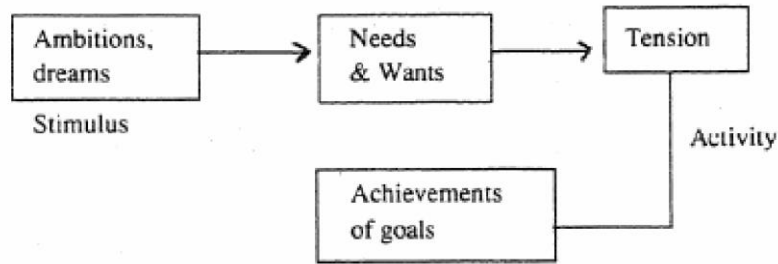 Ambitions,
dreams
Needs
& Wants
Tension
Stimulus
Activity
Achievements
of goals